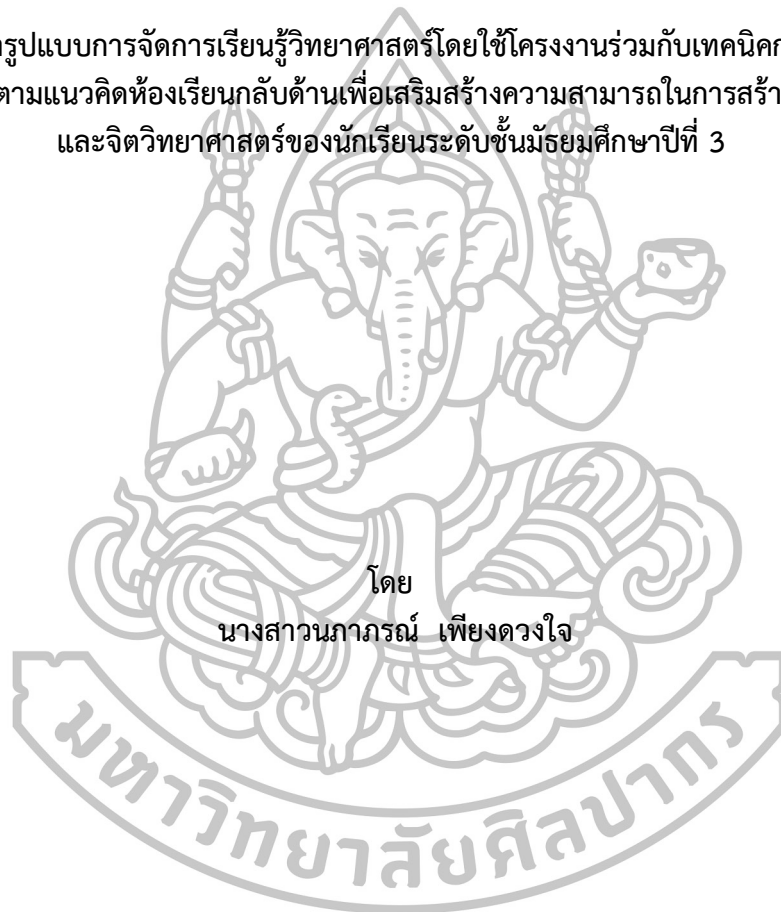 รูปแบบการจัดการเรียนรู้วิทยาศาสตร์โดยใช้โครงงานร่วมกับเทคนิค
ตามแนวคิดห้องเรียนกลับด้านเพื่อเสริมสร้างความสามารถในการสร้า
และจิตวิทยาศาสตร์ของนักเรียนระดับชั้นมัธยมศึกษาปีที่ 3
โดย
นางสาวนภาภรณ์ เพียงดวงใจ
มหาวิทยาลัยศิลปากร